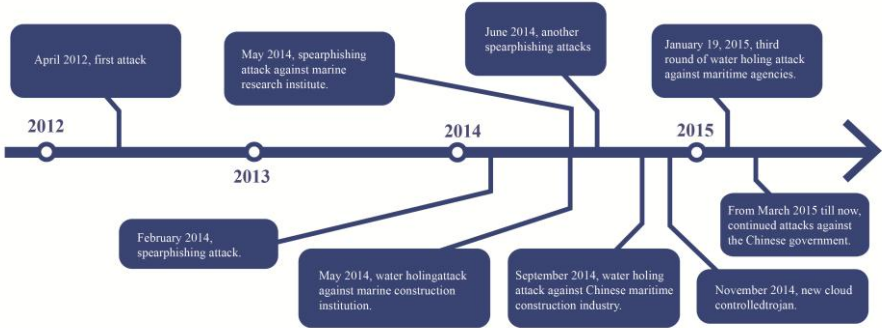 April 2012, first attack
May 2014, spearphishing
attack against marine
research institute.
June 2014, another
spearphishing attacks
January 19, 2015, third
round of water holing attack
against maritime agencies.
2012
2013
2014
2015
February 2014,
spearphishing attack.
May 2014, water holingattack
against marine construction
institution.
September 2014, water holing
attack against Chinese maritime
construction industry.
From March 2015 till now,
continued attacks against
the Chinese government.
November 2014, new cloud
controlledtrojan.